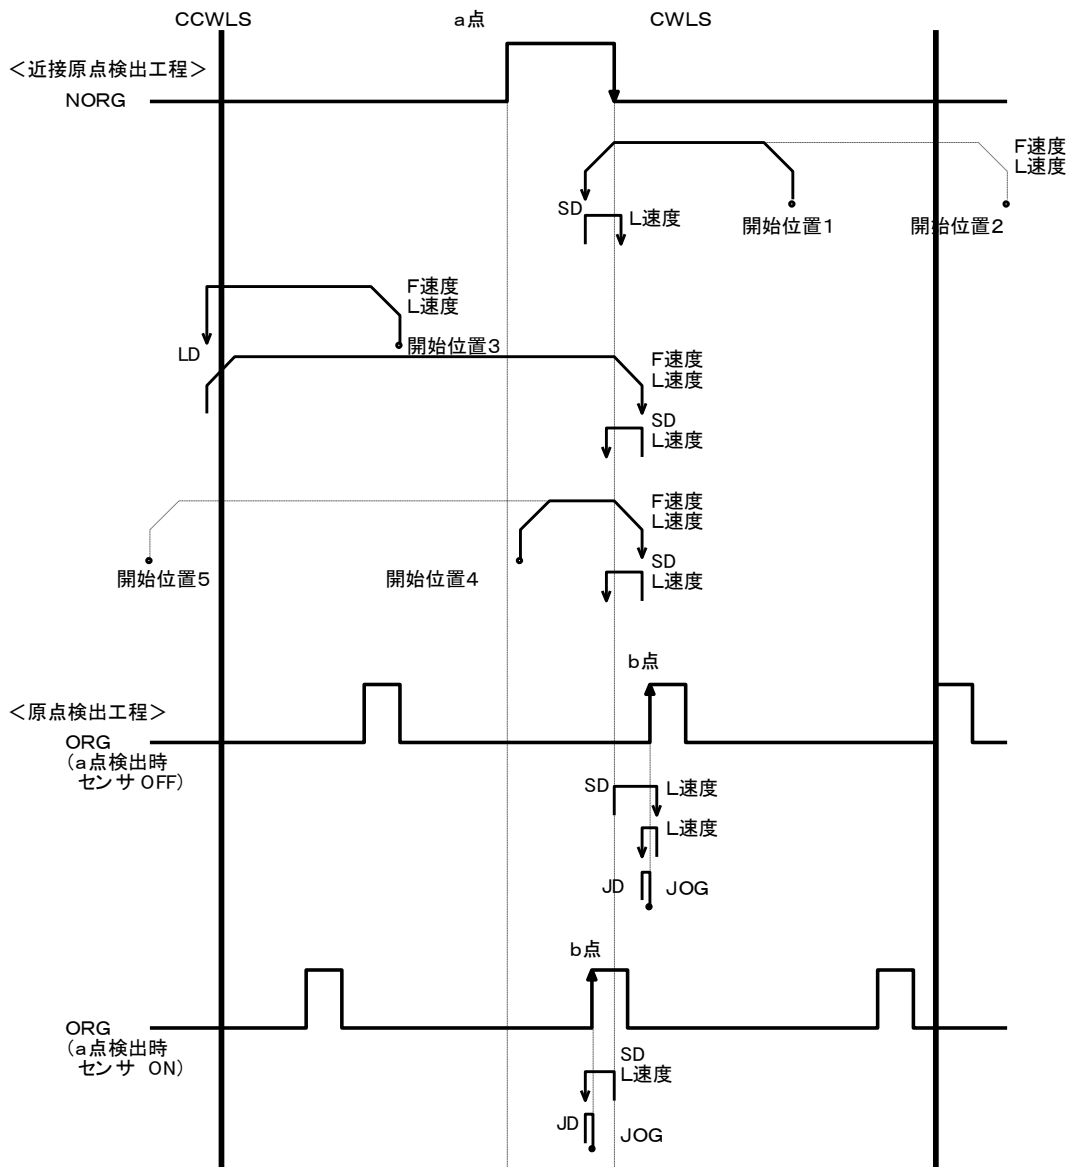 CCWLS
a点
CWLS
＜近接原点検出工程＞
NORG
F速度
L速度
SD
L速度
開始位置1
開始位置2
F速度
L速度
LD
開始位置3
F速度
L速度
SD
L速度
F速度
L速度
SD
L速度
開始位置5
開始位置4
b点
＜原点検出工程＞
ORG
（a点検出時
センサ OFF）
SD
L速度
L速度
JD
JOG
b点
ORG
（a点検出時
センサ ON）
SD
L速度
JD
JOG